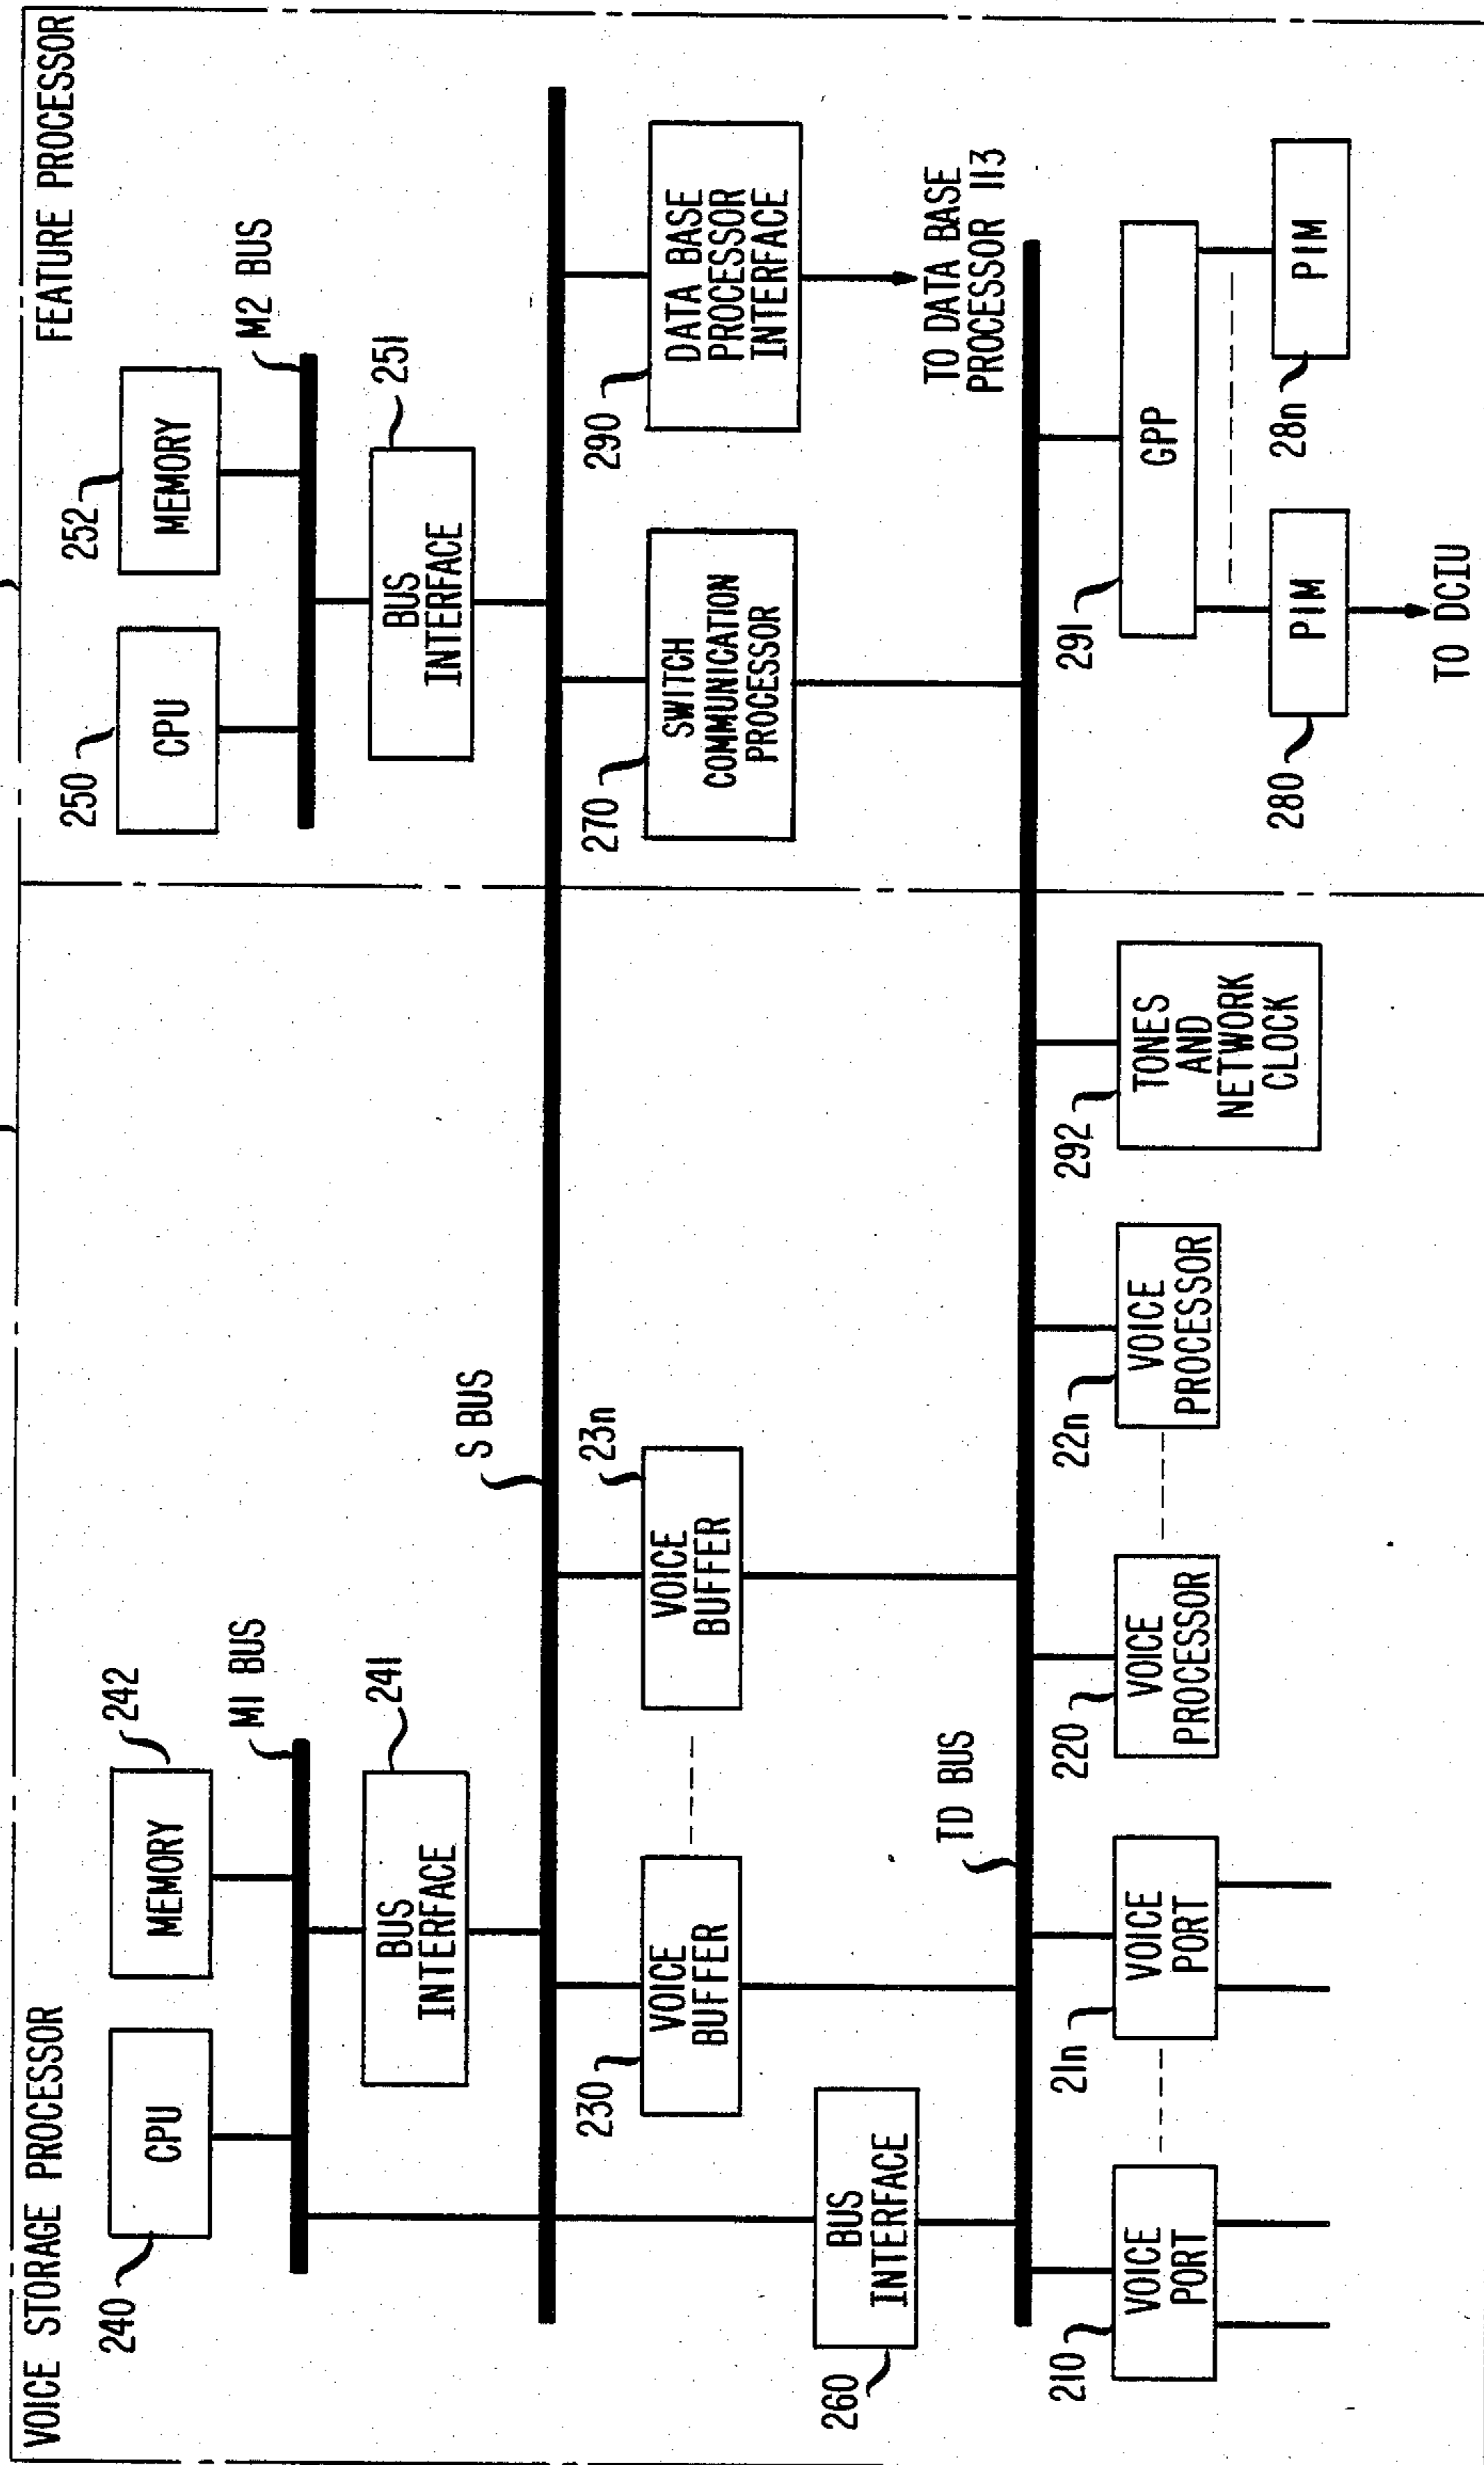 VOICE STORAGE PROCESSOR
FEATURE PROCESSOR
240
CPU
242
MEMORY
M1 BUS
241
BUS
INTERFACE
250
CPU
252
MEMORY
M2 BUS
251
BUS
INTERFACE
S BUS
230
VOICE
BUFFER
23n
VOICE
BUFFER
270
SWITCH
COMMUNICATION
PROCESSOR
290
DATA BASE
PROCESSOR
INTERFACE
TO DATA BASE
PROCESSOR 113
260
BUS
INTERFACE
TD BUS
210
VOICE
PORT
21n
VOICE
PORT
220
VOICE
PROCESSOR
22n
VOICE
PROCESSOR
292
TONES
AND
NETWORK
CLOCK
291
GPP
280
PIM
28n
PIM
TO DCIU